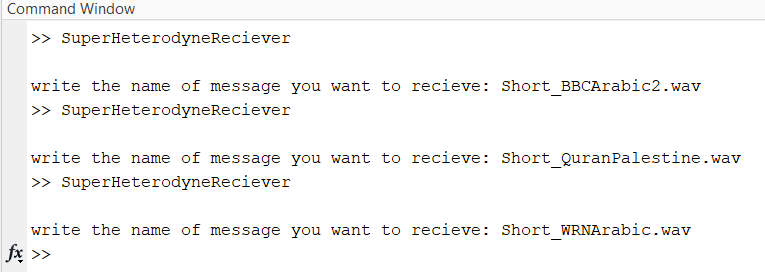 Command Window
>> SuperHeterodyneReciever
write the name of message you want to recieve: Short_BBCArabic2.wav
>> SuperHeterodyneReciever
write the name of message you want to recieve: Short_QuranPalestine.wav
>> SuperHeterodyneReciever
write the name of message you want to recieve: Short_WRNArabic.wav
fx >>